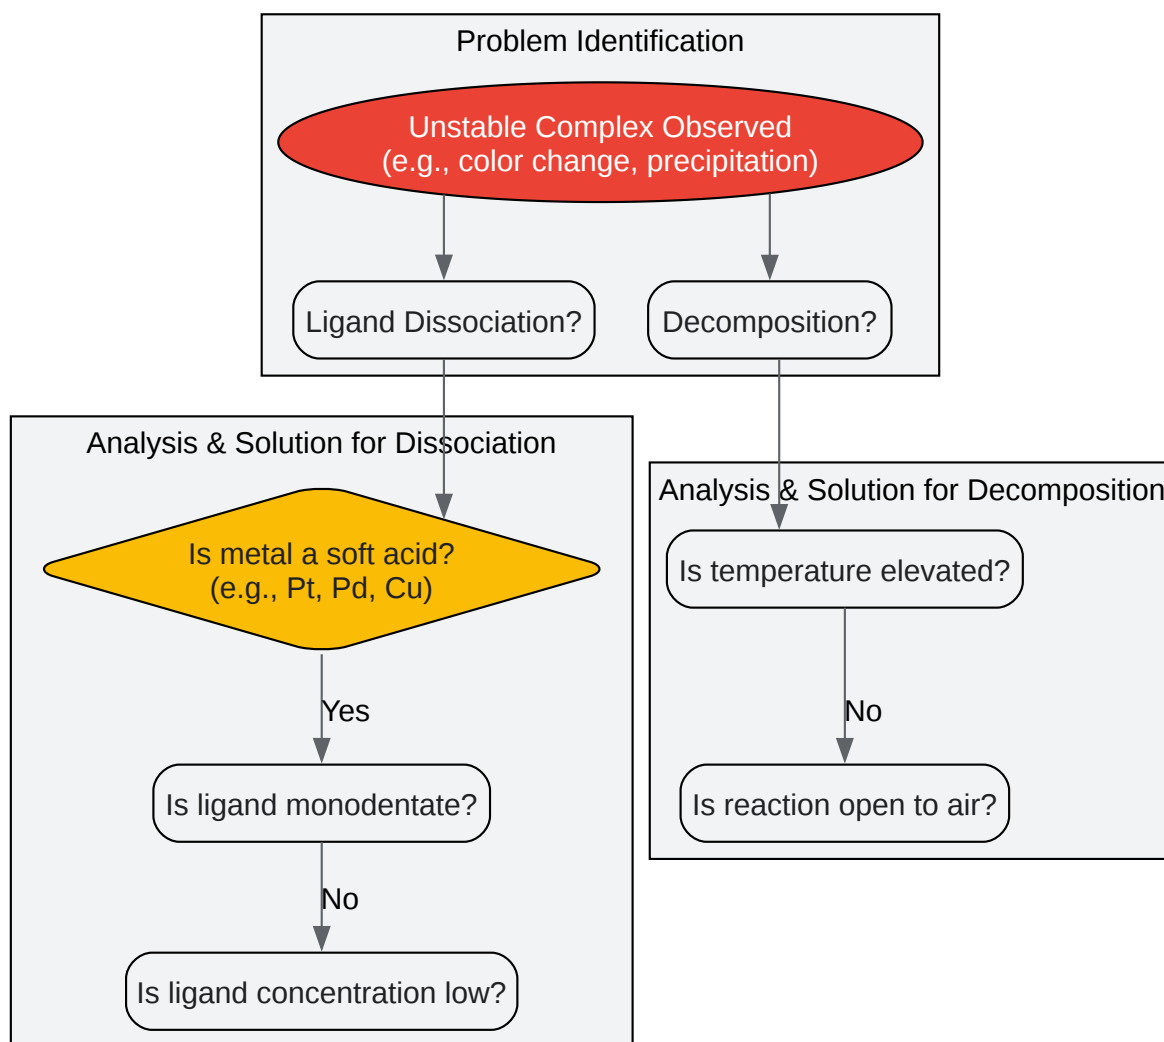 Problem Identification
Unstable Complex Observed
(e.g., color change, precipitation)
Ligand Dissociation?
Decomposition?
Analysis & Solution for Dissociation
Is metal a soft acid?
(e.g., Pt, Pd, Cu)
Yes
Is ligand monodentate?
No
Is ligand concentration low?
Analysis & Solution for Decomposition
Is temperature elevated?
No
Is reaction open to air?